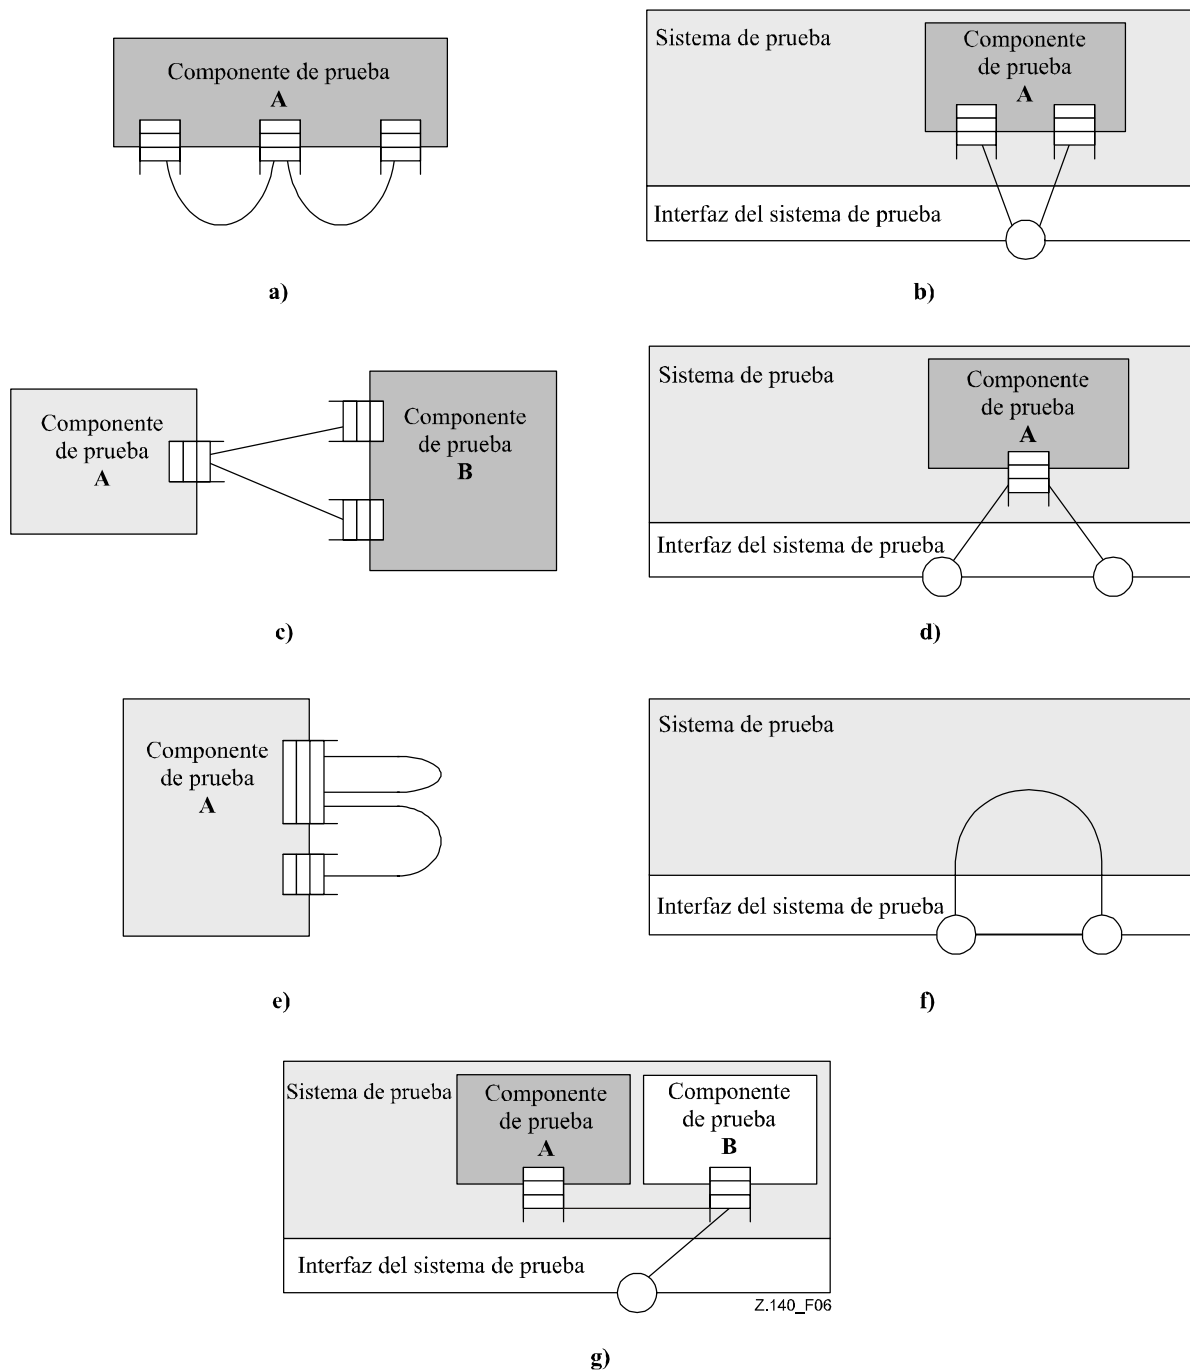 Componente de prueba
A
a)
Sistema de prueba
Componente
de prueba
A
Interfaz del sistema de prueba
b)
Componente
de prueba
A
Componente
de prueba
B
c)
Sistema de prueba
Componente
de prueba
A
Interfaz del sistema de prueba
d)
Componente
de prueba
A
e)
Sistema de prueba
Interfaz del sistema de prueba
f)
Sistema de prueba
Componente
de prueba
A
Componente
de prueba
B
Interfaz del sistema de prueba
Z.140_F06
g)